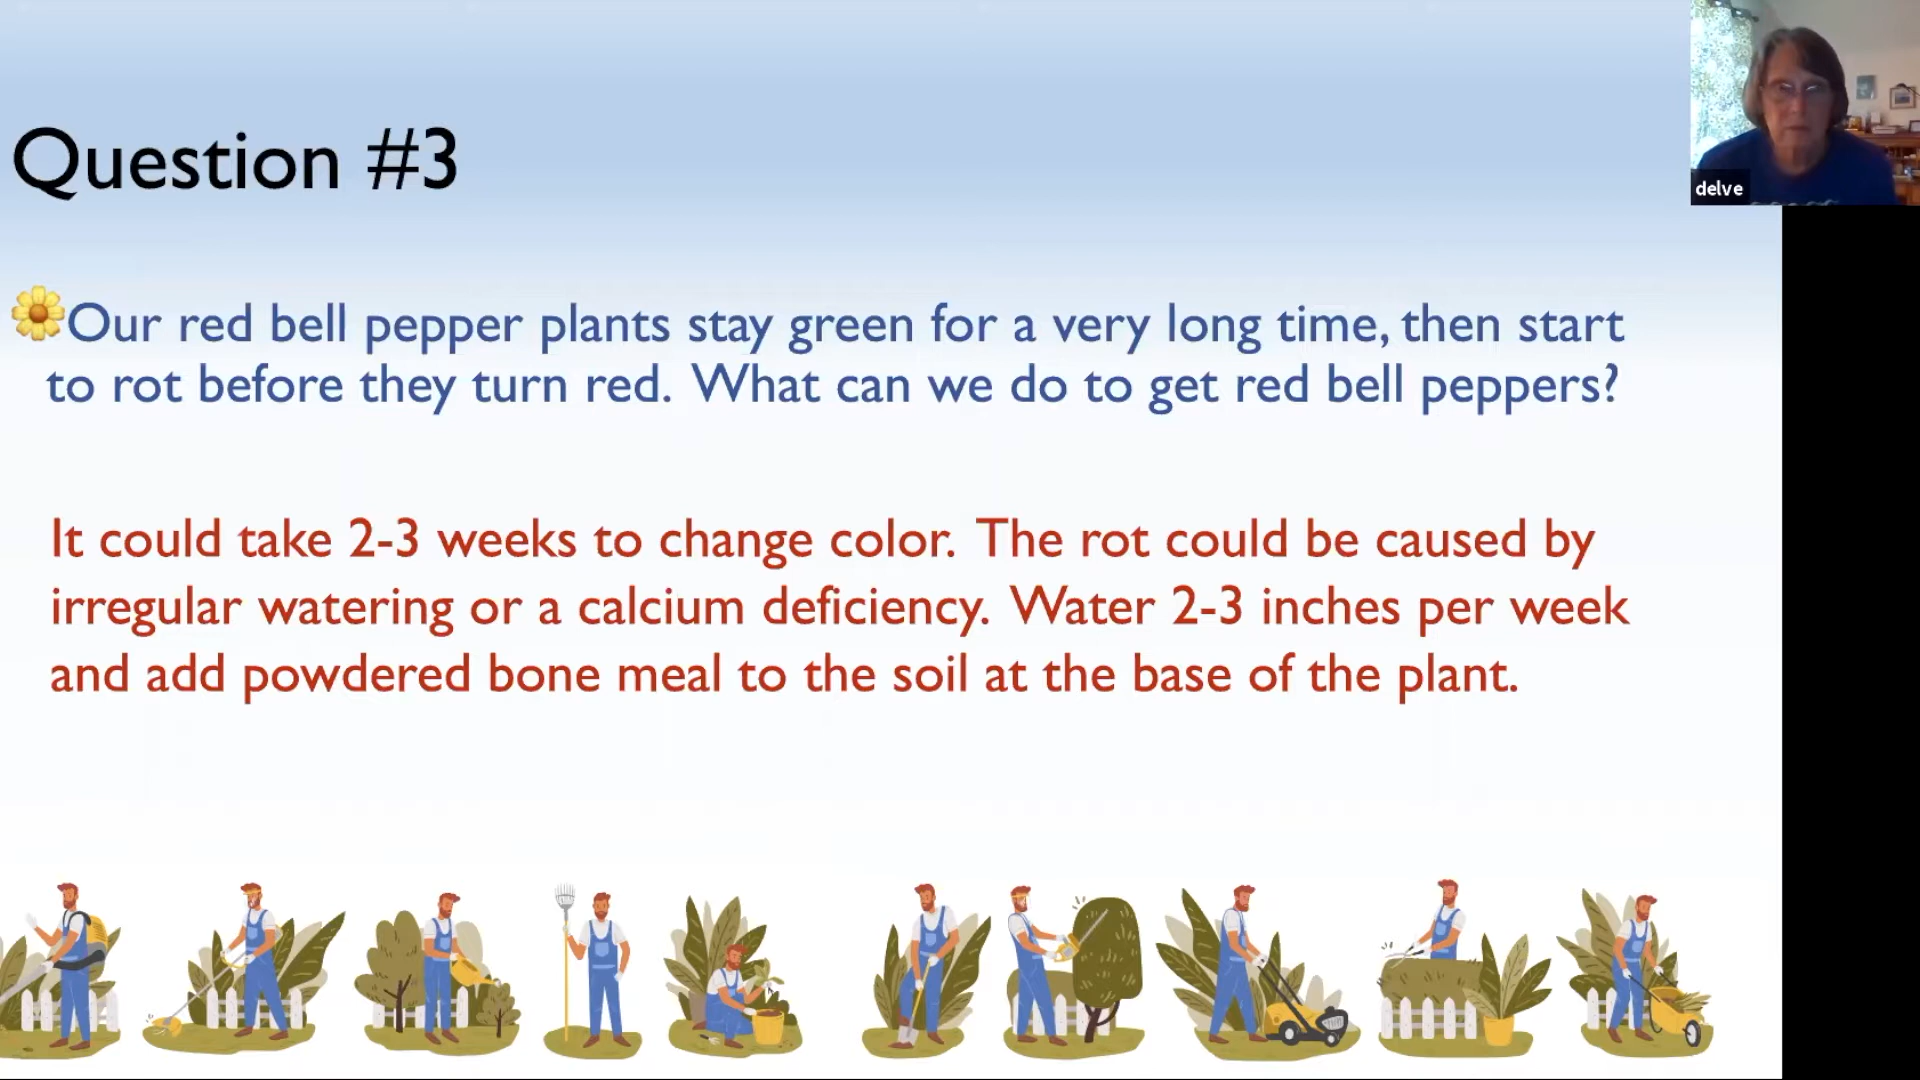 Question #3
Our red bell pepper plants stay green for a very long time, then start
to rot before they turn red. What can we do to get red bell peppers?
It could take 2-3 weeks to change color. The rot could be caused by
irregular watering or a calcium deficiency. Water 2-3 inches per week
and add powdered bone meal to the soil at the base of the plant.
delve